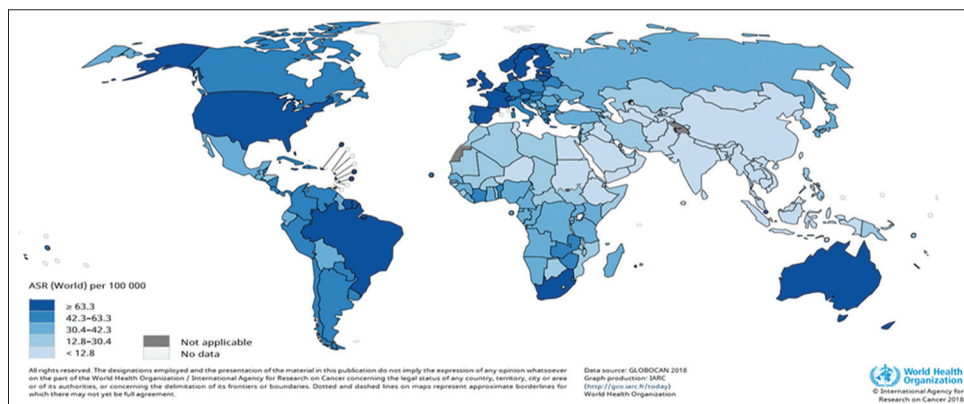 ASR (World) per 100 000
≥ 63.3
42.3–63.3
30.4–42.3
12.8–30.4
< 12.8
Not applicable
No data
All rights reserved. The designations employed and the presentation of the material in this publication do not imply the expression of any opinion whatsoever
on the part of the World Health Organization / International Agency for Research on Cancer concerning the legal status of any country, territory, city or area
or of its authorities, or concerning the delimitation of its frontiers or boundaries. Dotted and dashed lines on maps represent approximate borderlines for
which there may not yet be full agreement.
Data source: GLOBOCAN 2018
Graph production: IARC
(http://gco.iarc.fr/today)
World Health Organization
World Health
Organization
© International Agency for
Research on Cancer 2018